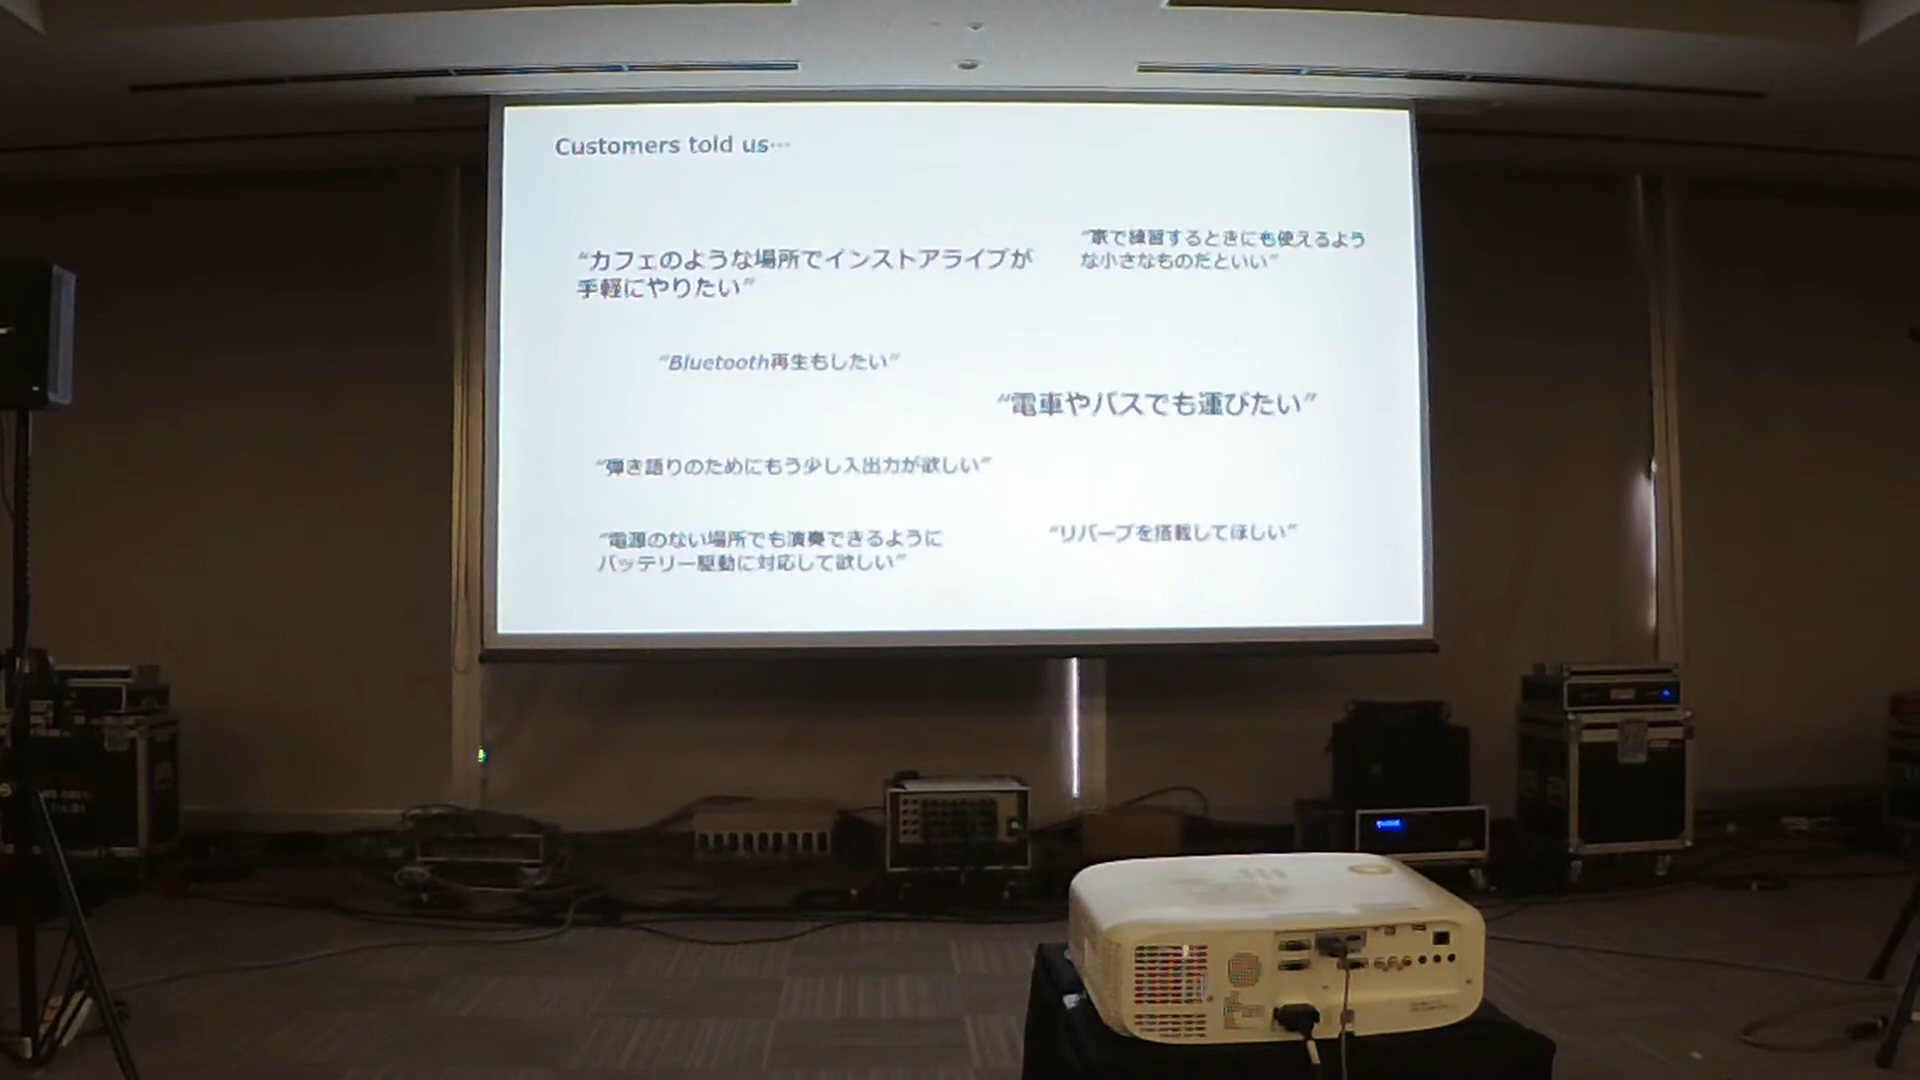 Customers told us…
“カフェのような場所でインストアライブが
手軽にやりたい”
“家で練習するときにも使えるよう
な小さなものだといい”
“Bluetooth再生もしたい”
“電車やバスでも運びたい”
“弾き語りのためにもう少し入出力が欲しい”
“電源のない場所でも演奏できるように
バッテリー駆動に対応して欲しい”
“リバーブを搭載してほしい”